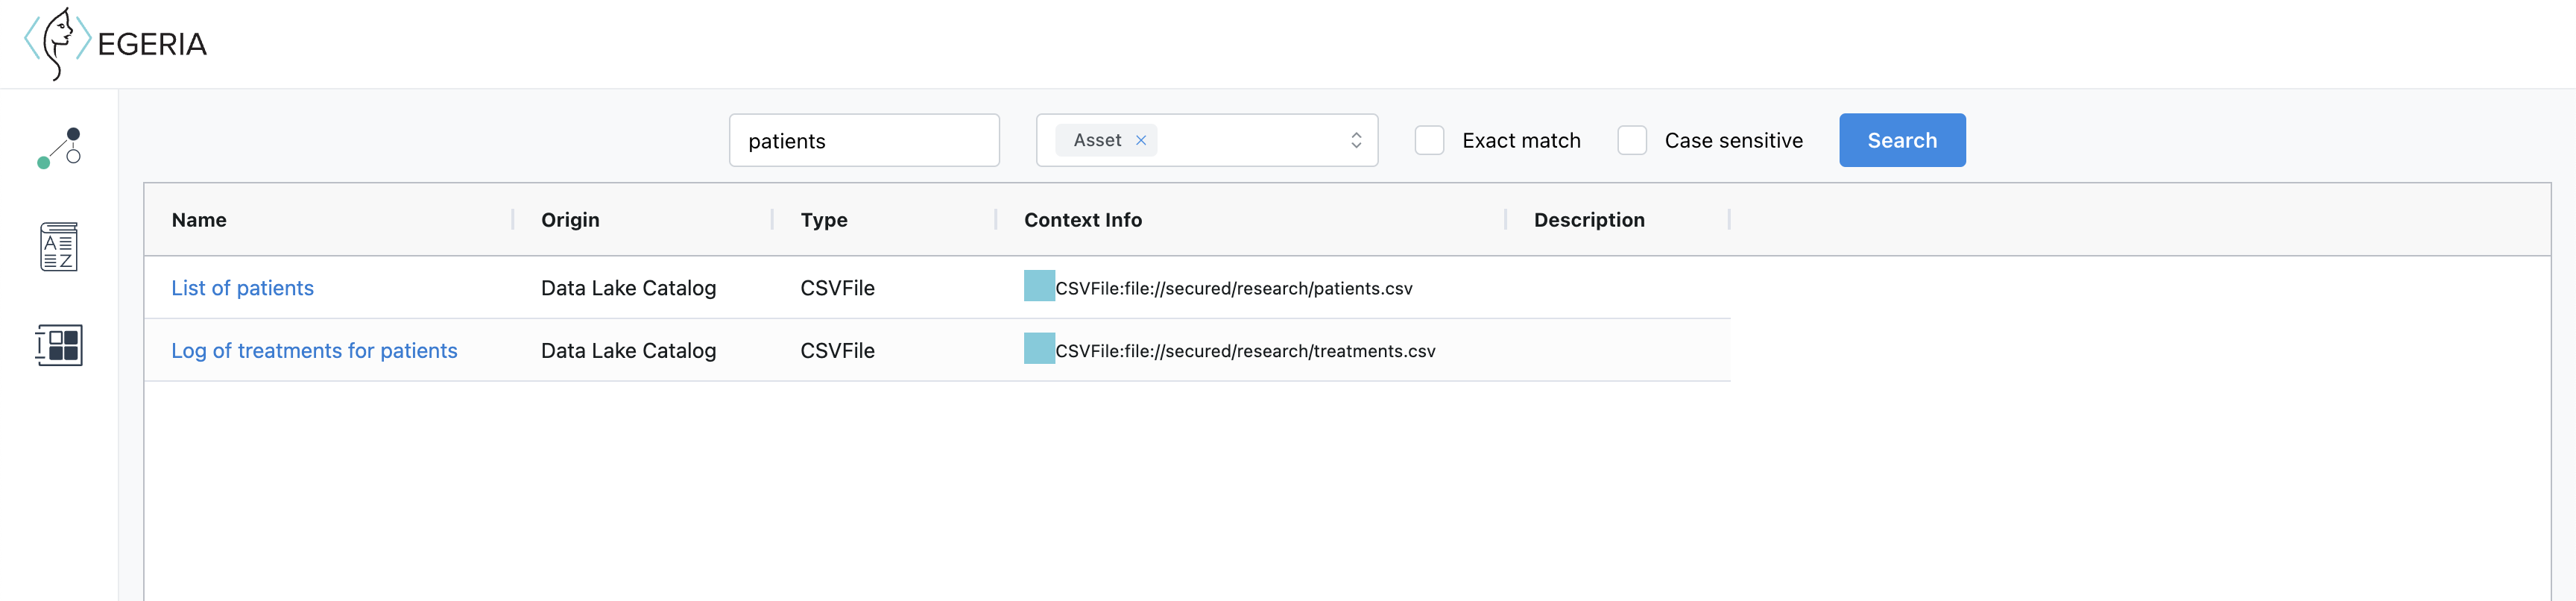 EGERIA
patients
Asset ×
Exact match
Case sensitive
Search
Name Origin Type Context Info Description
List of patients Data Lake Catalog CSVFile CSVFile:file://secured/research/patients.csv
Log of treatments for patients Data Lake Catalog CSVFile CSVFile:file://secured/research/treatments.csv
A
Z